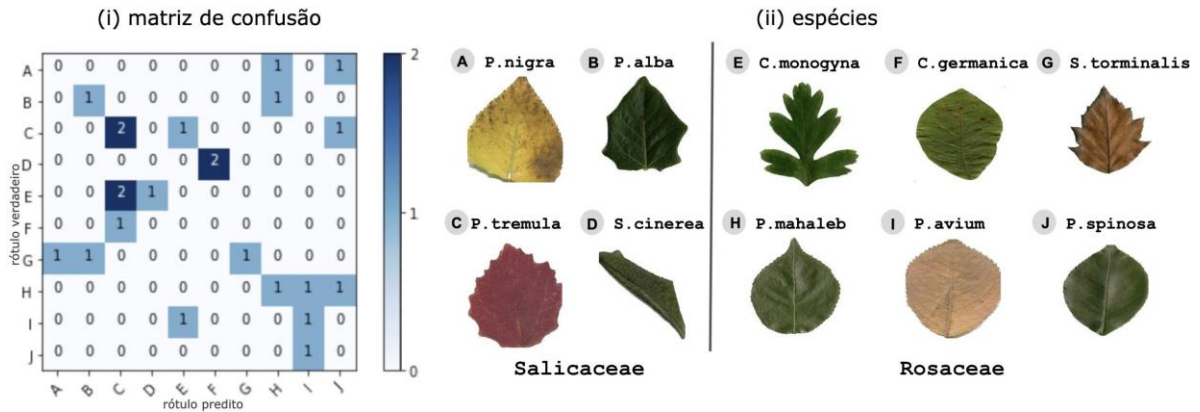 (i) matriz de confusão
(ii) espécies
A 0 0 0 0 0 0 0 1 0 1
B 0 1 0 0 0 0 0 1 0 0
C 0 0 2 0 1 0 0 0 0 1
D 0 0 0 0 0 2 0 0 0 0
E 0 0 2 1 0 0 0 0 0 0
F 0 0 1 0 0 0 0 0 0 0
G 1 1 0 0 0 0 1 0 0 0
H 0 0 0 0 0 0 0 1 1 1
I 0 0 0 0 1 0 0 0 1 0
J 0 0 0 0 0 0 0 0 1 0
A B C D E F G H I J
rótulo verdadeiro
rótulo predito
2
1
0
A P.nigra
B P.alba
E C.monogyna
F C.germanica
G S.torminalis
C P.tremula
D S.cinerea
H P.mahaleb
I P.avium
J P.spinosa
Salicaceae
Rosaceae